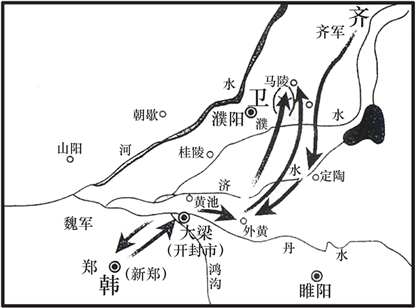 齐
齐军
马陵
水
卫
朝歌
濮阳
濮
水
河
山阳
桂陵
济
水
定陶
黄池
魏军
大梁
(开封市)
外黄
丹
水
郑
(新郑)
韩
鸿
沟
睢阳